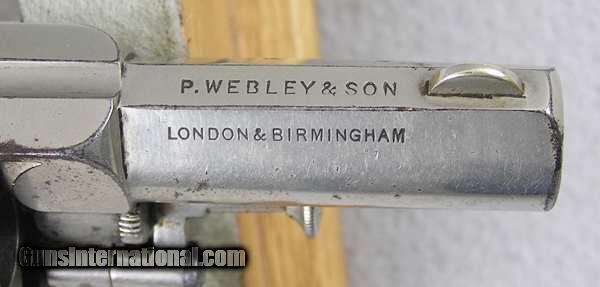 P. WEBLEY & SON
LONDON & BIRMINGHAM
GunsInternational.com